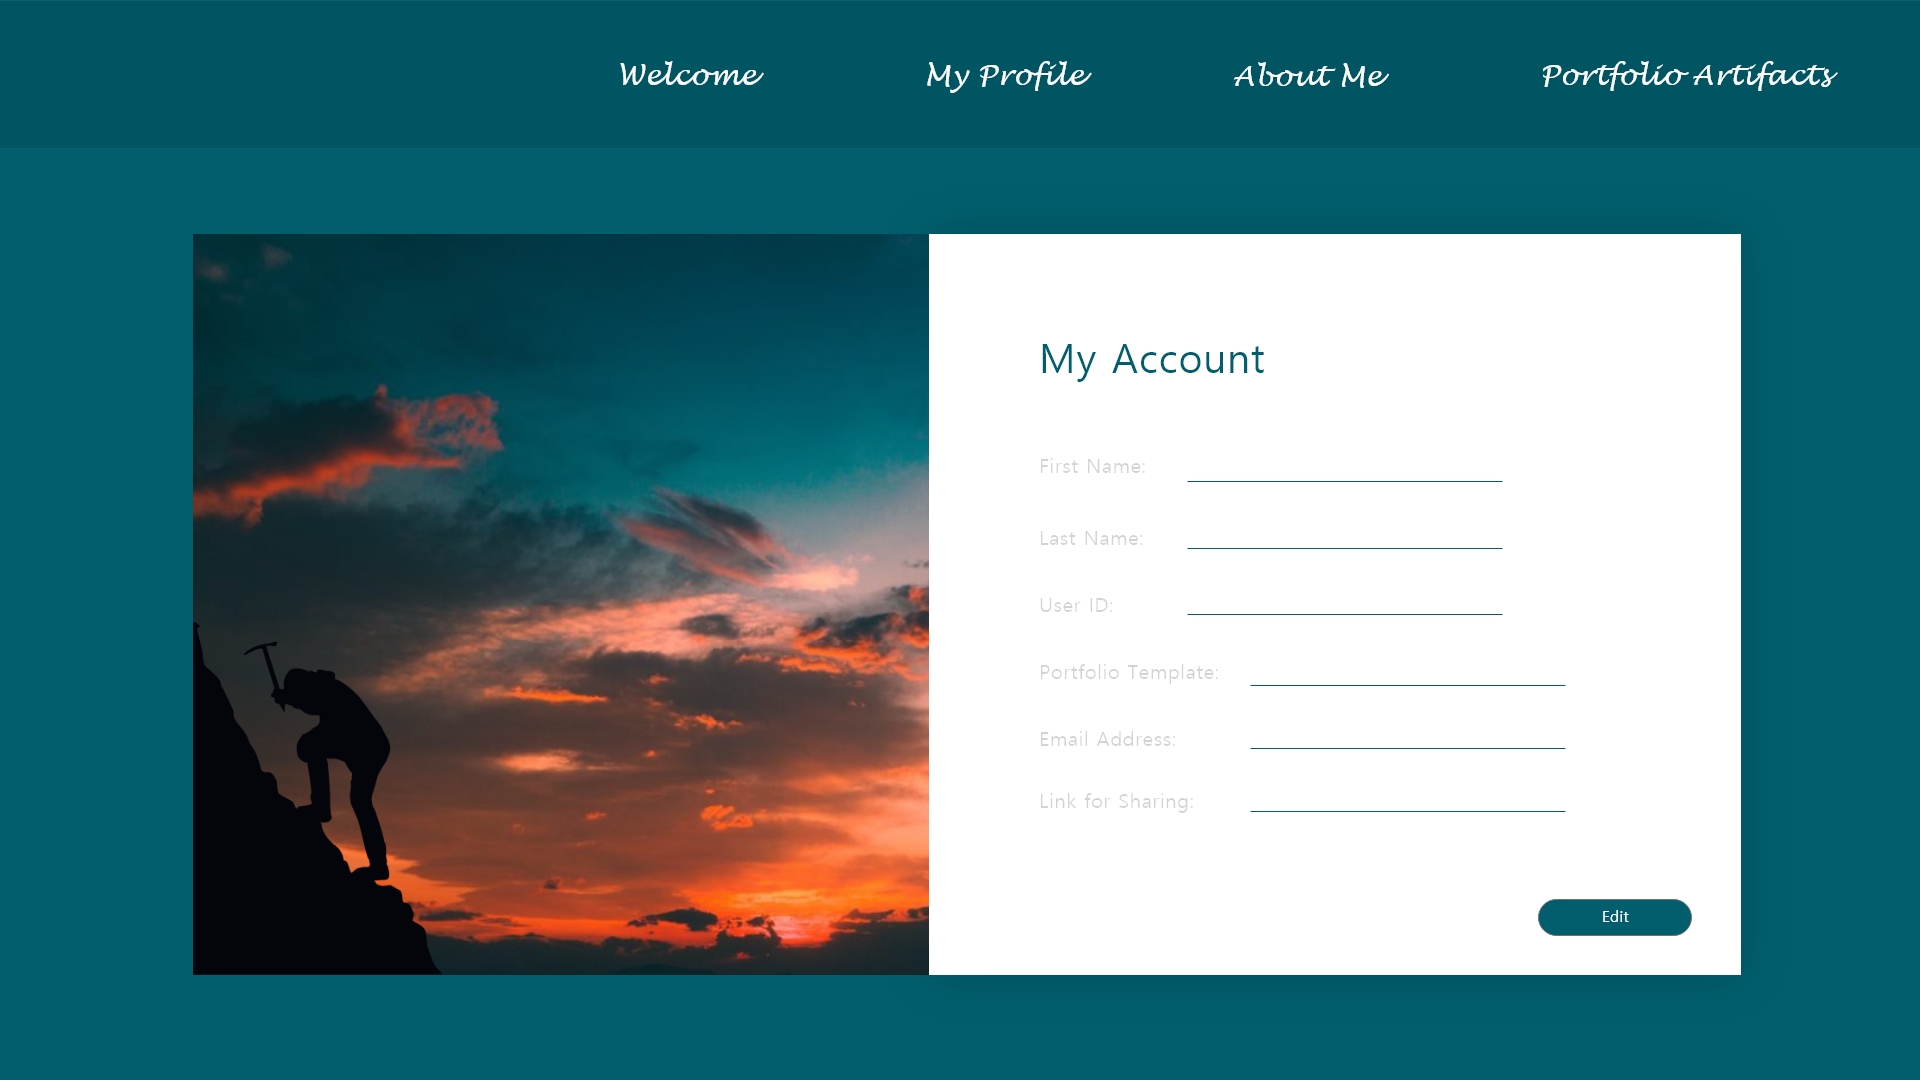 Welcome My Profile About Me Portfolio Artifacts
My Account
First Name:
Last Name:
User ID:
Portfolio Template:
Email Address:
Link for Sharing:
Edit